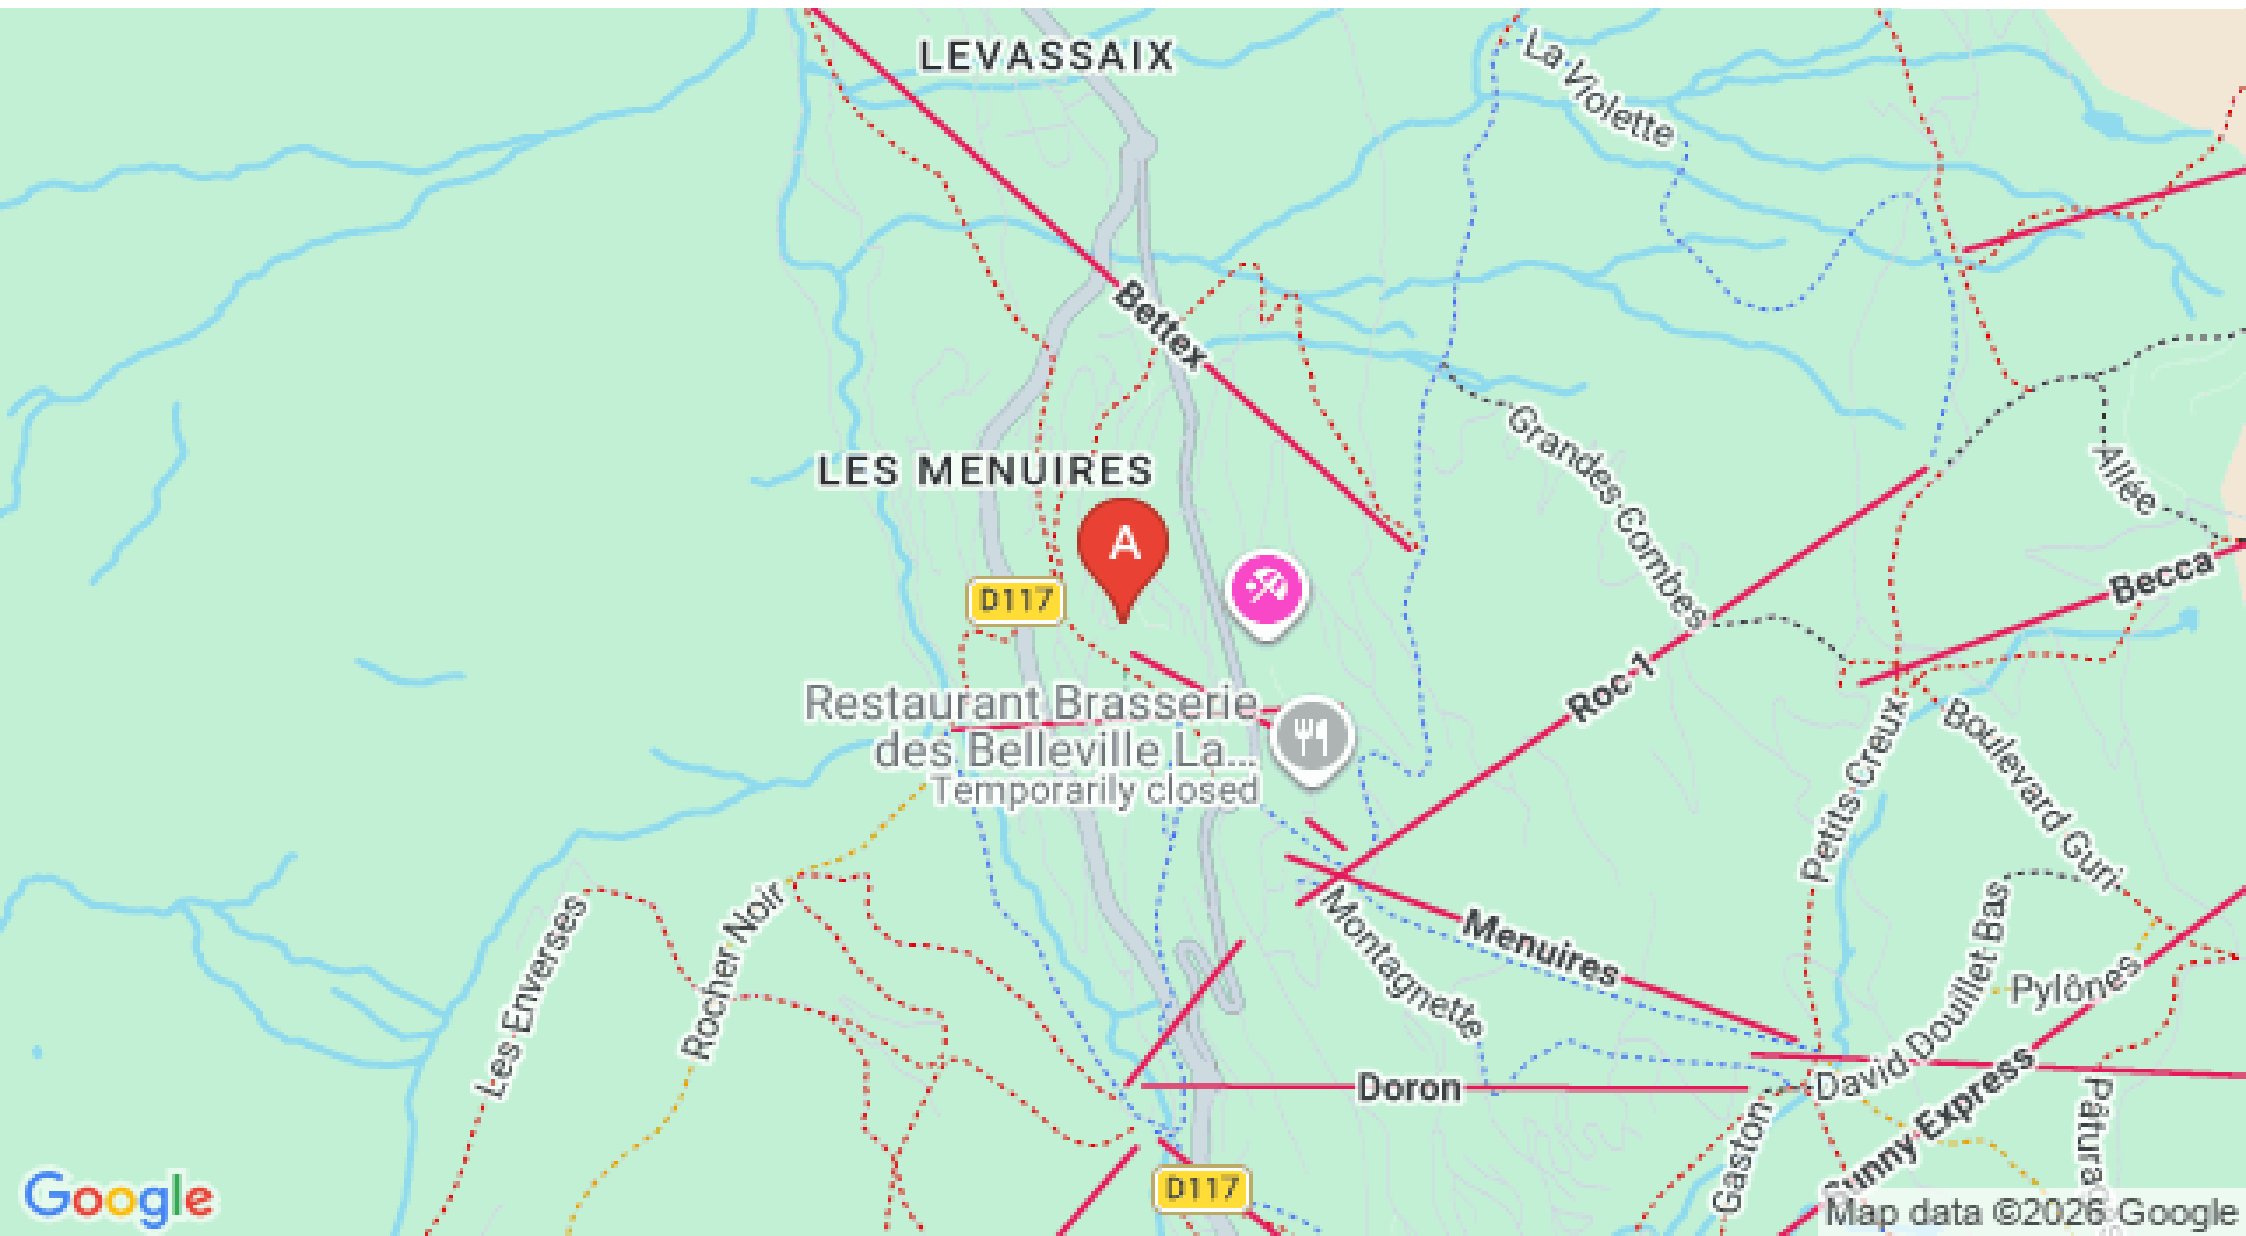 LEVASSAIX
La Violette
Bettex
Grandes Combes
Allée
LES MENUIRES
A
D117
Becca
Roc 1
Restaurant Brasserie
des Belleville La...
Temporarily closed
Petits Creux
Boulevard Guri
Les Enverses
Rocher Noir
Montagnette
Menuires
David Douillet Bas
Pylônes
Doron
Gaston
Sunny Express
D117
Google
Map data ©2026 Google